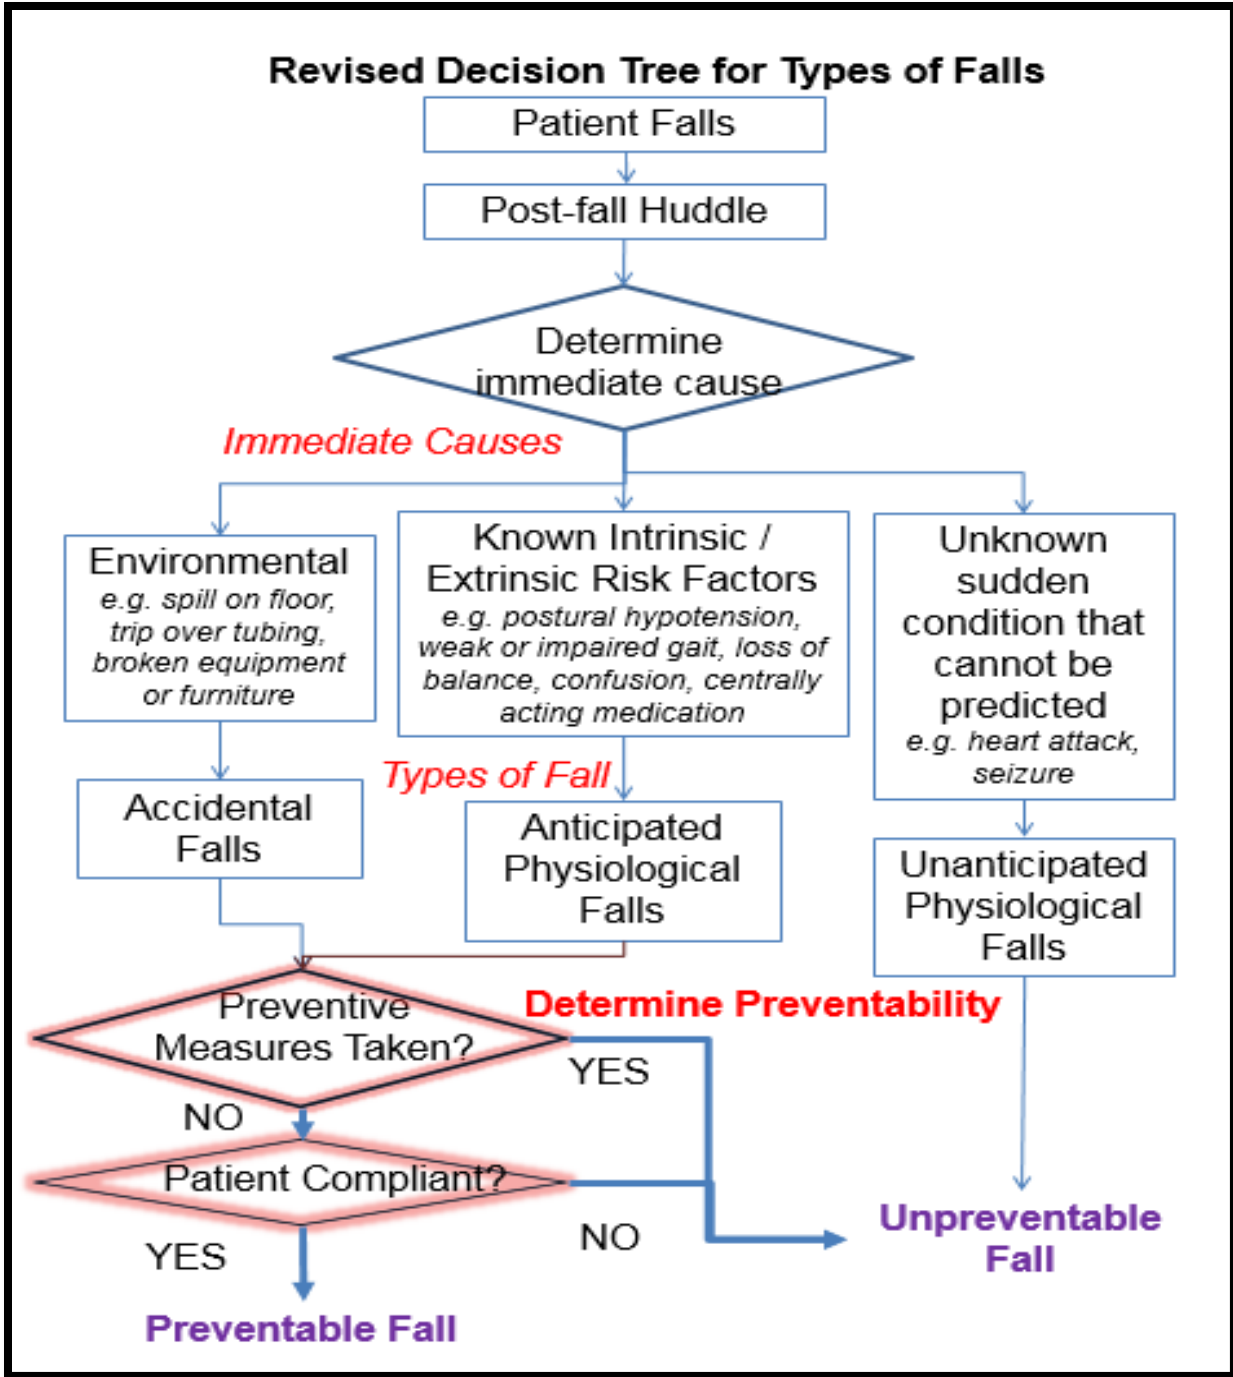 Revised Decision Tree for Types of Falls
Patient Falls
Post-fall Huddle
Determine
immediate cause
Immediate Causes
Environmental
e.g. spill on floor,
trip over tubing,
broken equipment
or furniture
Known Intrinsic /
Extrinsic Risk Factors
e.g. postural hypotension,
weak or impaired gait, loss of
balance, confusion, centrally
acting medication
Unknown
sudden
condition that
cannot be
predicted
e.g. heart attack,
seizure
Types of Fall
Accidental
Falls
Anticipated
Physiological
Falls
Unanticipated
Physiological
Falls
Determine Preventability
Preventive
Measures Taken?
YES
NO
Patient Compliant?
NO
YES
Unpreventable
Fall
Preventable Fall